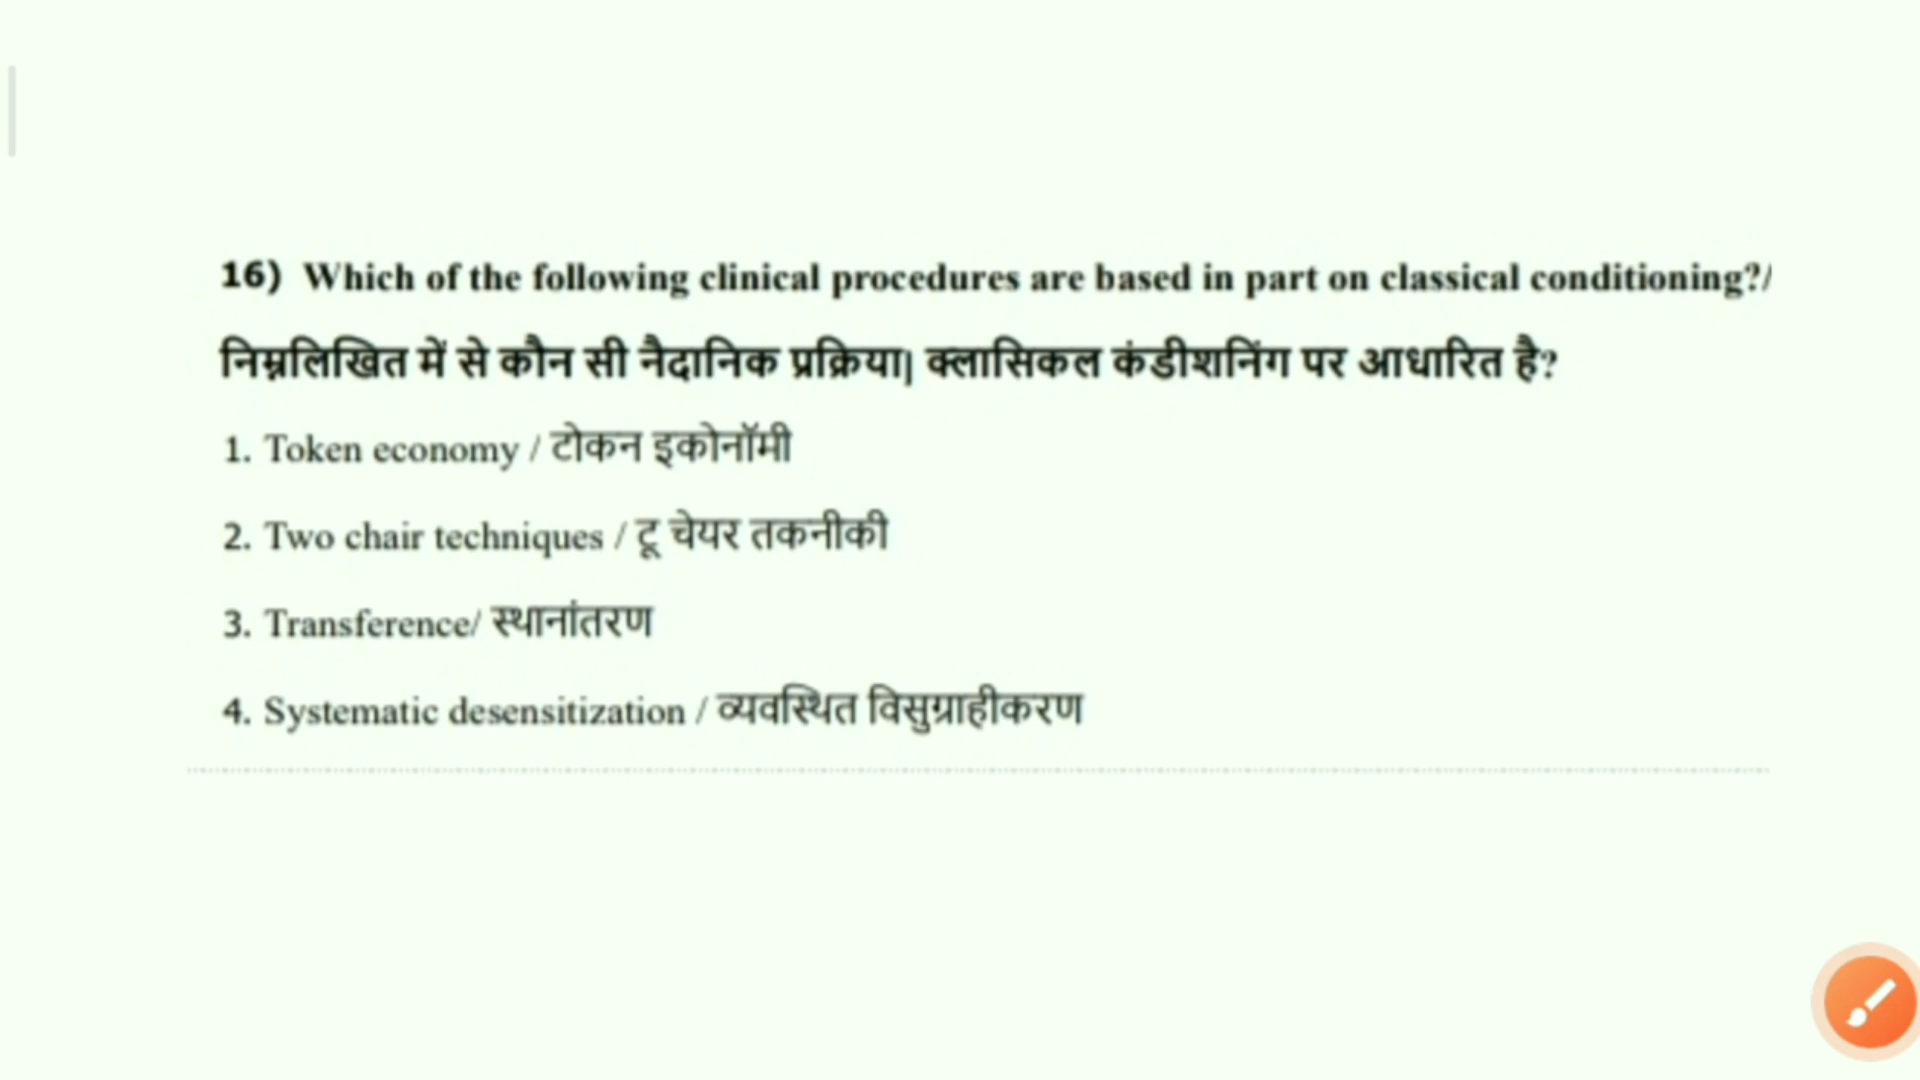 16) Which of the following clinical procedures are based in part on classical conditioning?/
निम्नलिखित में से कौन सी नैदानिक प्रक्रिया| क्लासिकल कंडीशनिंग पर आधारित है?
1. Token economy / टोकन इकोनॉमी
2. Two chair techniques / टू चेयर तकनीकी
3. Transference/ स्थानांतरण
4. Systematic desensitization / व्यवस्थित विसुग्राहीकरण